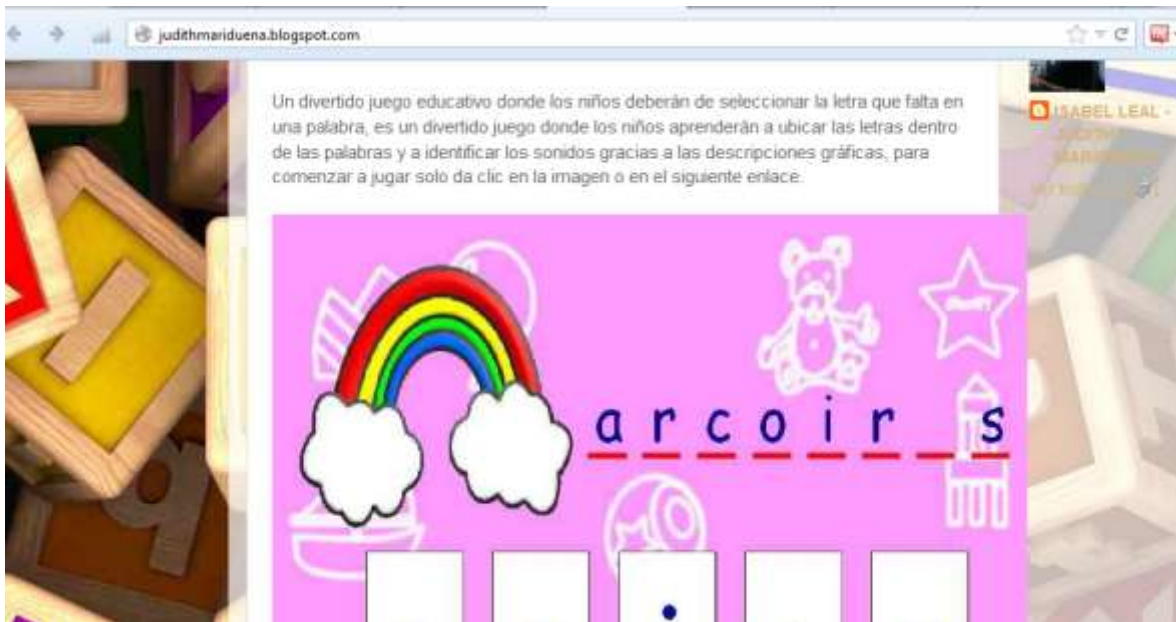 judithmariduena.blogspot.com
Un divertido juego educativo donde los niños deberán de seleccionar la letra que falta en
una palabra, es un divertido juego donde los niños aprenderán a ubicar las letras dentro
de las palabras y a identificar los sonidos gracias a las descripciones gráficas, para
comenzar a jugar solo da clic en la imagen o en el siguiente enlace.
ISABEL LEAL -
a r c o i r _ s